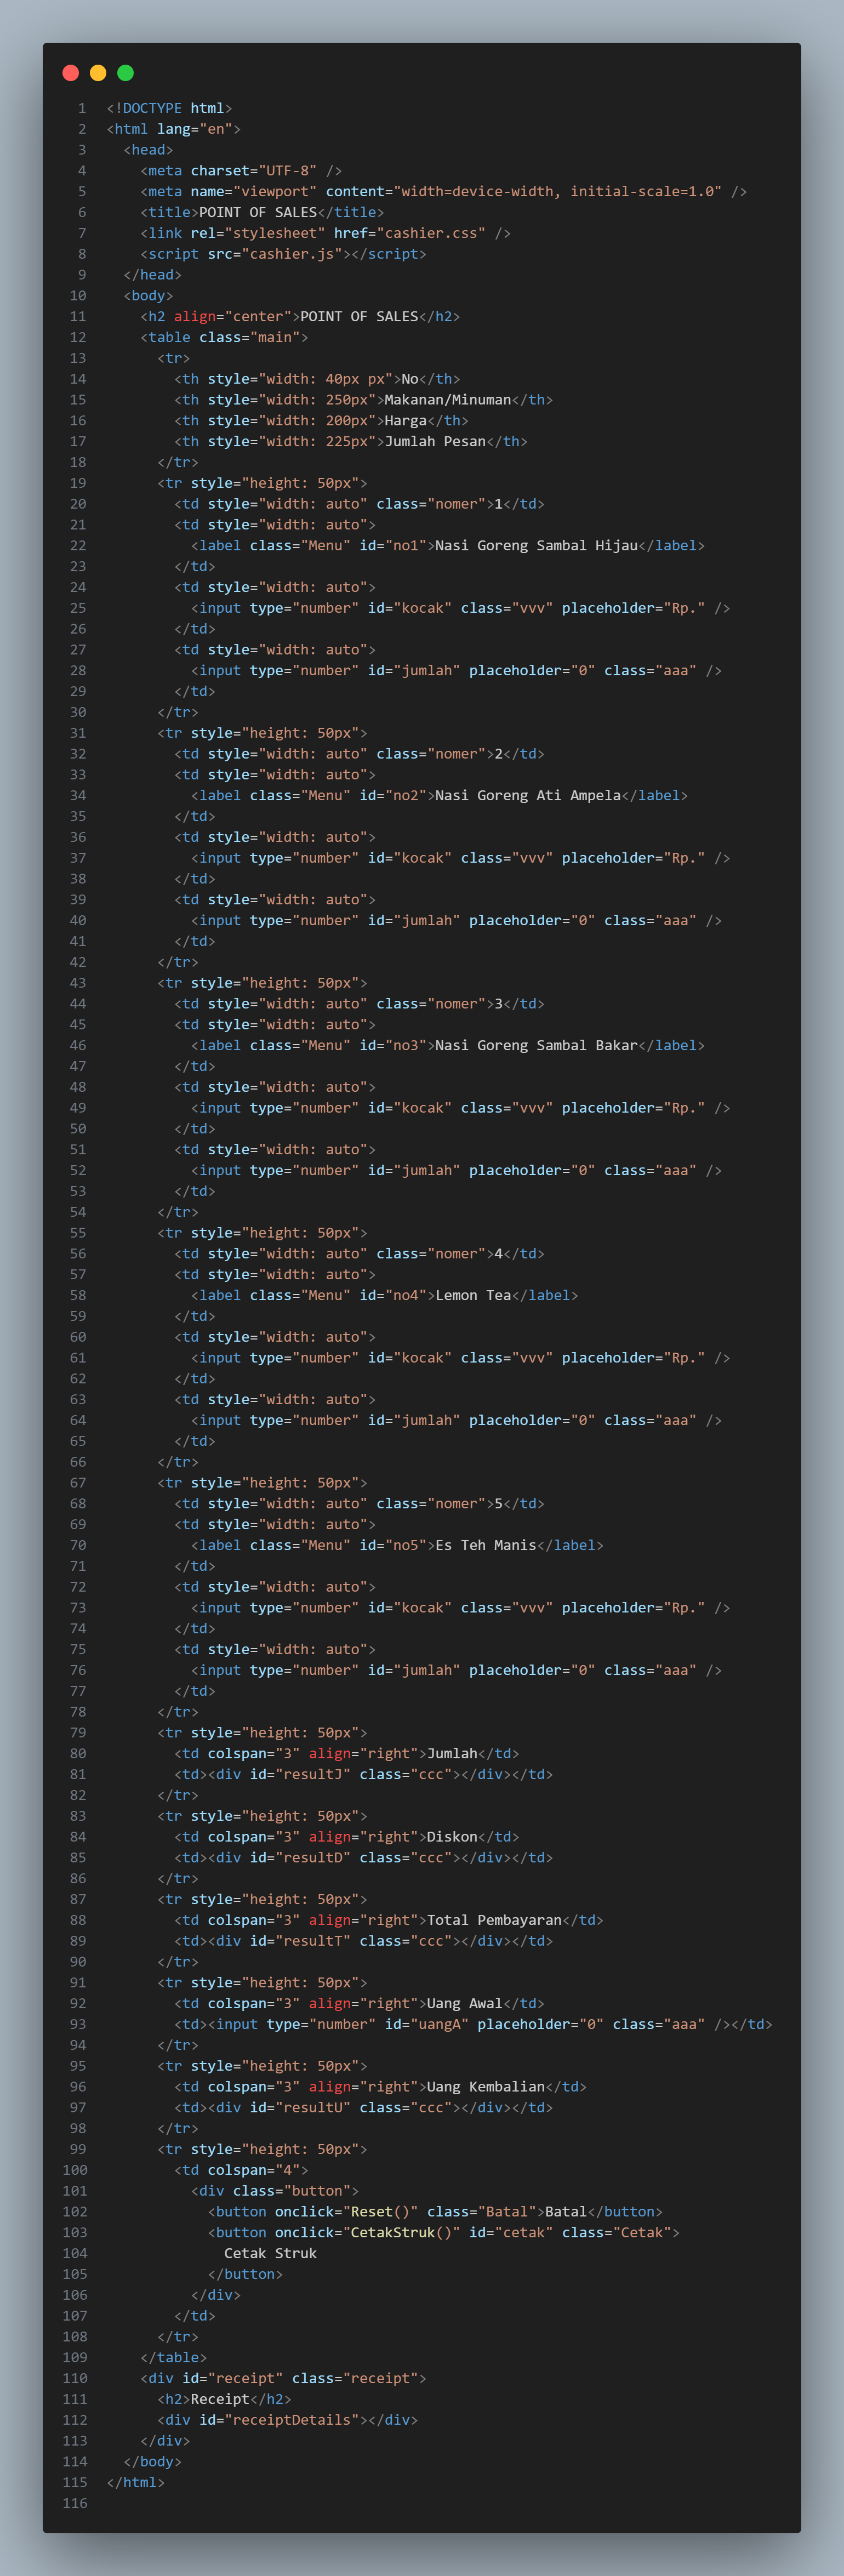 1 <!DOCTYPE html>
2 <html lang="en">
3   <head>
4     <meta charset="UTF-8" />
5     <meta name="viewport" content="width=device-width, initial-scale=1.0" />
6     <title>POINT OF SALES</title>
7     <link rel="stylesheet" href="cashier.css" />
8     <script src="cashier.js"></script>
9   </head>
10   <body>
11     <h2 align="center">POINT OF SALES</h2>
12     <table class="main">
13       <tr>
14         <th style="width: 40px px">No</th>
15         <th style="width: 250px">Makanan/Minuman</th>
16         <th style="width: 200px">Harga</th>
17         <th style="width: 225px">Jumlah Pesan</th>
18       </tr>
19       <tr style="height: 50px">
20         <td style="width: auto" class="nomer">1</td>
21         <td style="width: auto">
22           <label class="Menu" id="no1">Nasi Goreng Sambal Hijau</label>
23         </td>
24         <td style="width: auto">
25           <input type="number" id="kocak" class="vvv" placeholder="Rp." />
26         </td>
27         <td style="width: auto">
28           <input type="number" id="jumlah" placeholder="0" class="aaa" />
29         </td>
30       </tr>
31       <tr style="height: 50px">
32         <td style="width: auto" class="nomer">2</td>
33         <td style="width: auto">
34           <label class="Menu" id="no2">Nasi Goreng Ati Ampela</label>
35         </td>
36         <td style="width: auto">
37           <input type="number" id="kocak" class="vvv" placeholder="Rp." />
38         </td>
39         <td style="width: auto">
40           <input type="number" id="jumlah" placeholder="0" class="aaa" />
41         </td>
42       </tr>
43       <tr style="height: 50px">
44         <td style="width: auto" class="nomer">3</td>
45         <td style="width: auto">
46           <label class="Menu" id="no3">Nasi Goreng Sambal Bakar</label>
47         </td>
48         <td style="width: auto">
49           <input type="number" id="kocak" class="vvv" placeholder="Rp." />
50         </td>
51         <td style="width: auto">
52           <input type="number" id="jumlah" placeholder="0" class="aaa" />
53         </td>
54       </tr>
55       <tr style="height: 50px">
56         <td style="width: auto" class="nomer">4</td>
57         <td style="width: auto">
58           <label class="Menu" id="no4">Lemon Tea</label>
59         </td>
60         <td style="width: auto">
61           <input type="number" id="kocak" class="vvv" placeholder="Rp." />
62         </td>
63         <td style="width: auto">
64           <input type="number" id="jumlah" placeholder="0" class="aaa" />
65         </td>
66       </tr>
67       <tr style="height: 50px">
68         <td style="width: auto" class="nomer">5</td>
69         <td style="width: auto">
70           <label class="Menu" id="no5">Es Teh Manis</label>
71         </td>
72         <td style="width: auto">
73           <input type="number" id="kocak" class="vvv" placeholder="Rp." />
74         </td>
75         <td style="width: auto">
76           <input type="number" id="jumlah" placeholder="0" class="aaa" />
77         </td>
78       </tr>
79       <tr style="height: 50px">
80         <td colspan="3" align="right">Jumlah</td>
81         <td><div id="resultJ" class="ccc"></div></td>
82       </tr>
83       <tr style="height: 50px">
84         <td colspan="3" align="right">Diskon</td>
85         <td><div id="resultD" class="ccc"></div></td>
86       </tr>
87       <tr style="height: 50px">
88         <td colspan="3" align="right">Total Pembayaran</td>
89         <td><div id="resultT" class="ccc"></div></td>
90       </tr>
91       <tr style="height: 50px">
92         <td colspan="3" align="right">Uang Awal</td>
93         <td><input type="number" id="uangA" placeholder="0" class="aaa" /></td>
94       </tr>
95       <tr style="height: 50px">
96         <td colspan="3" align="right">Uang Kembalian</td>
97         <td><div id="resultU" class="ccc"></div></td>
98       </tr>
99       <tr style="height: 50px">
100         <td colspan="4">
101           <div class="button">
102             <button onclick="Reset()" class="Batal">Batal</button>
103             <button onclick="CetakStruk()" id="cetak" class="Cetak">
104               Cetak Struk
105             </button>
106           </div>
107         </td>
108       </tr>
109     </table>
110     <div id="receipt" class="receipt">
111       <h2>Receipt</h2>
112       <div id="receiptDetails"></div>
113     </div>
114   </body>
115 </html>
116